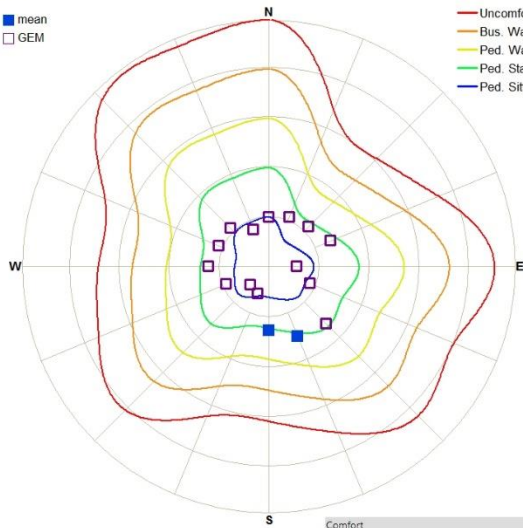 mean
GEM
N
W
E
S
Uncomfo
Bus. Wa
Ped. Wa
Ped. Sta
Ped. Sit
Comfort